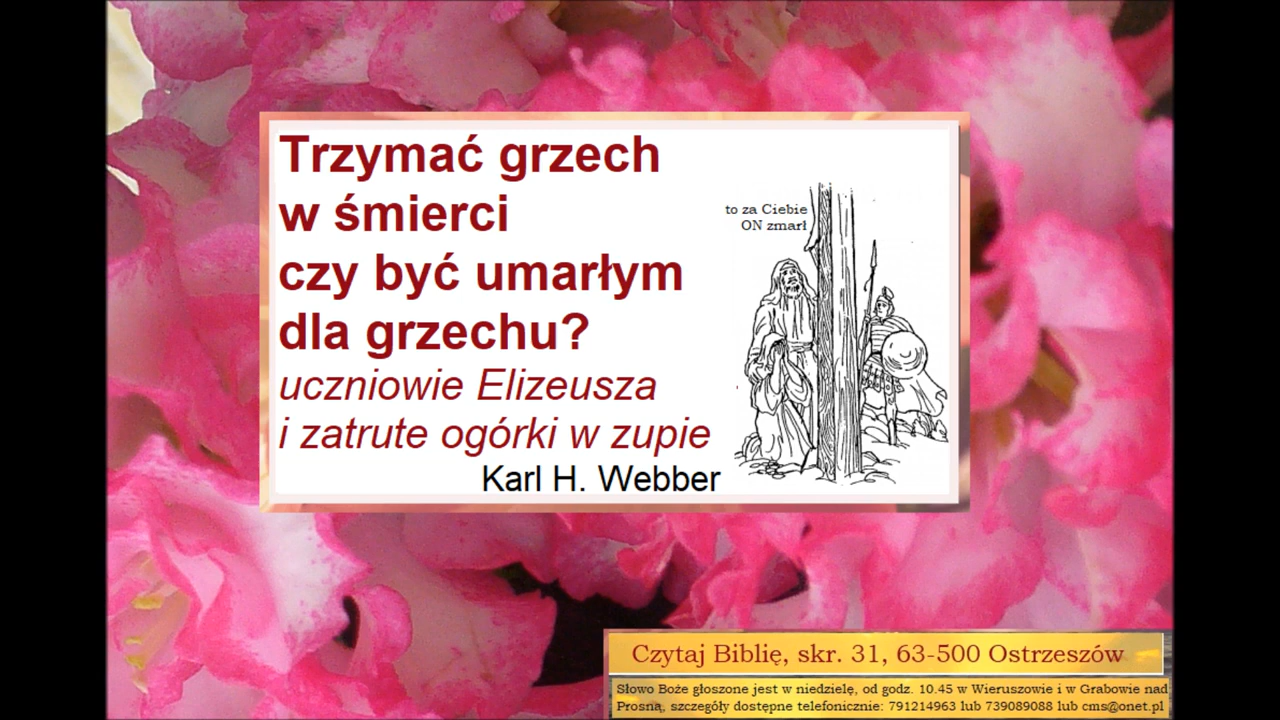 Trzymać grzech
w śmierci
czy być umarłym
dla grzechu?
uczniowie Elizeusza
i zatrute ogórki w zupie
Karl H. Webber
to za Ciebie
ON zmarł
Czytaj Biblię, skr. 31, 63-500 Ostrzeszów
Słowo Boże głoszone jest w niedzielę, od godz. 10.45 w Wieruszowie i w Grabowie nad
Prosną, szczegóły dostępne telefonicznie: 791214963 lub 739089088 lub cms@onet.pl